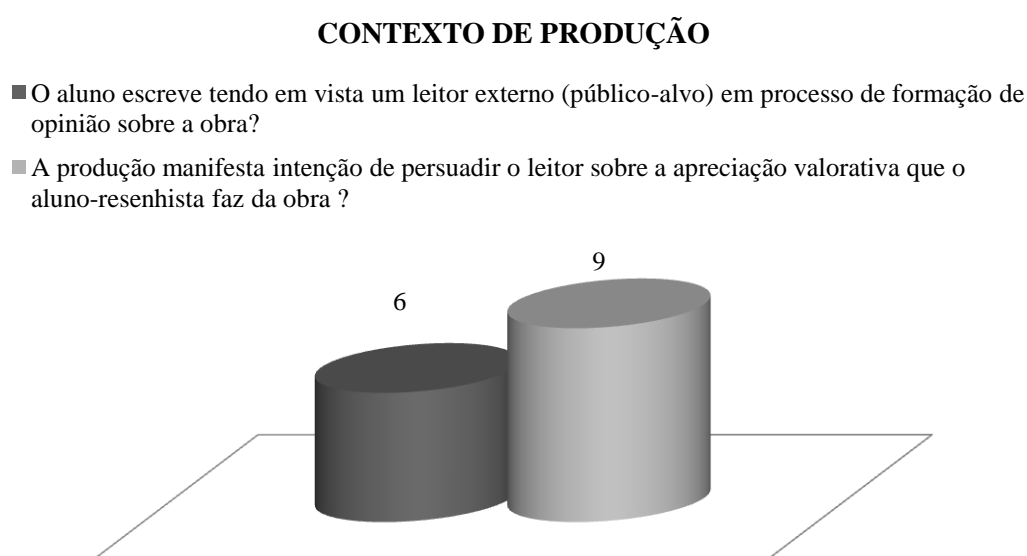 CONTEXTO DE PRODUÇÃO
O aluno escreve tendo em vista um leitor externo (público-alvo) em processo de formação de
opinião sobre a obra?
A produção manifesta intenção de persuadir o leitor sobre a apreciação valorativa que o
aluno-resenhista faz da obra ?
9
6